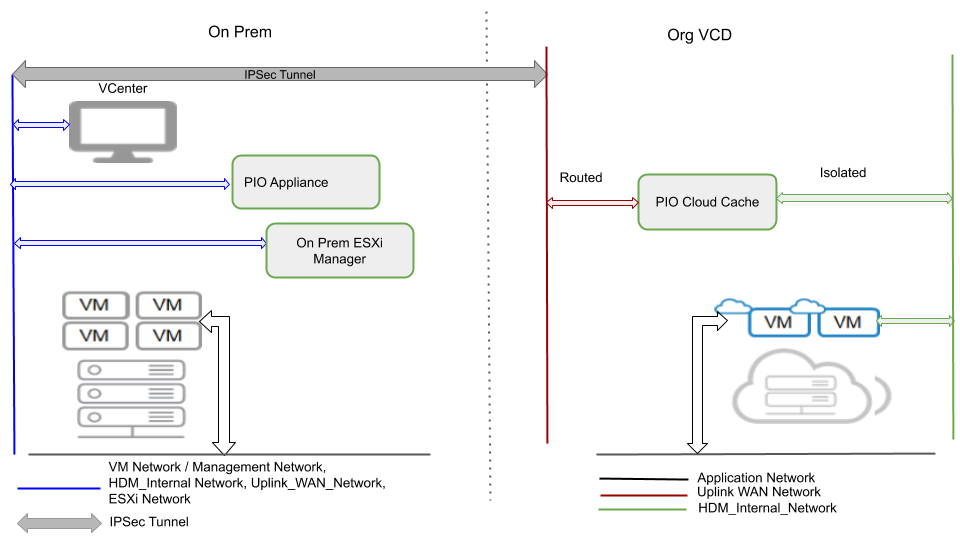 On Prem
Org VCD
IPSec Tunnel
VCenter
PIO Appliance
Routed
Isolated
PIO Cloud Cache
On Prem ESXi
Manager
VM
VM
VM
VM
VM
VM
VM Network / Management Network,
HDM_Internal Network, Uplink_WAN_Network,
ESXi Network
IPSec Tunnel
Application Network
Uplink WAN Network
HDM_Internal_Network